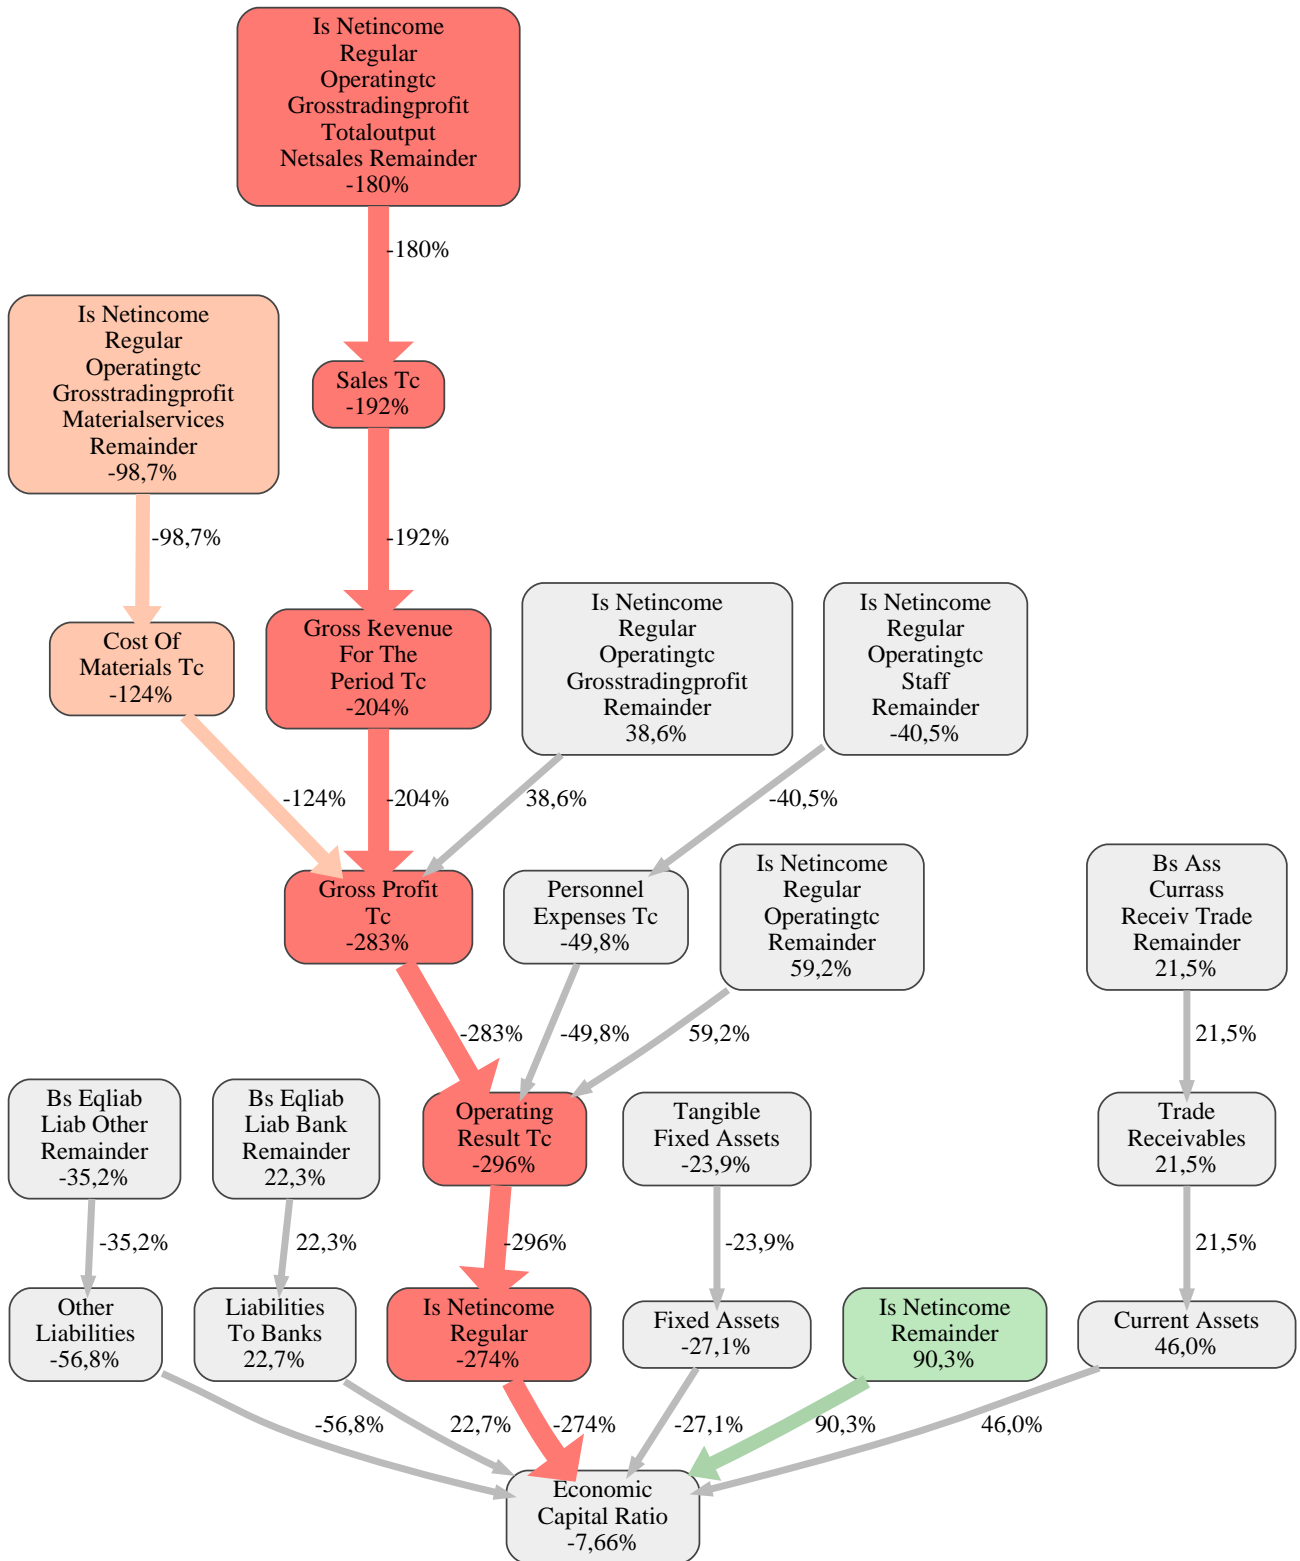 Is Netincome
Regular
Operatingtc
Grosstradingprofit
Totaloutput
Netsales Remainder
-180%
-180%
Is Netincome
Regular
Operatingtc
Grosstradingprofit
Materialservices
Remainder
-98,7%
Sales Tc
-192%
-98,7%
-192%
Cost Of
Materials Tc
-124%
Gross Revenue
For The
Period Tc
-204%
Is Netincome
Regular
Operatingtc
Grosstradingprofit
Remainder
38,6%
Is Netincome
Regular
Operatingtc
Staff
Remainder
-40,5%
-124%
-204%
38,6%
-40,5%
Gross Profit
Tc
-283%
Personnel
Expenses Tc
-49,8%
Is Netincome
Regular
Operatingtc
Remainder
59,2%
Bs Ass
Currass
Receiv Trade
Remainder
21,5%
-283%
-49,8%
59,2%
21,5%
Bs Eqliab
Liab Other
Remainder
-35,2%
Bs Eqliab
Liab Bank
Remainder
22,3%
Operating
Result Tc
-296%
Tangible
Fixed Assets
-23,9%
Trade
Receivables
21,5%
-35,2%
22,3%
-296%
-23,9%
21,5%
Other
Liabilities
-56,8%
Liabilities
To Banks
22,7%
Is Netincome
Regular
-274%
Fixed Assets
-27,1%
Is Netincome
Remainder
90,3%
Current Assets
46,0%
-56,8%
22,7%
-274%
-27,1%
90,3%
46,0%
Economic
Capital Ratio
-7,66%